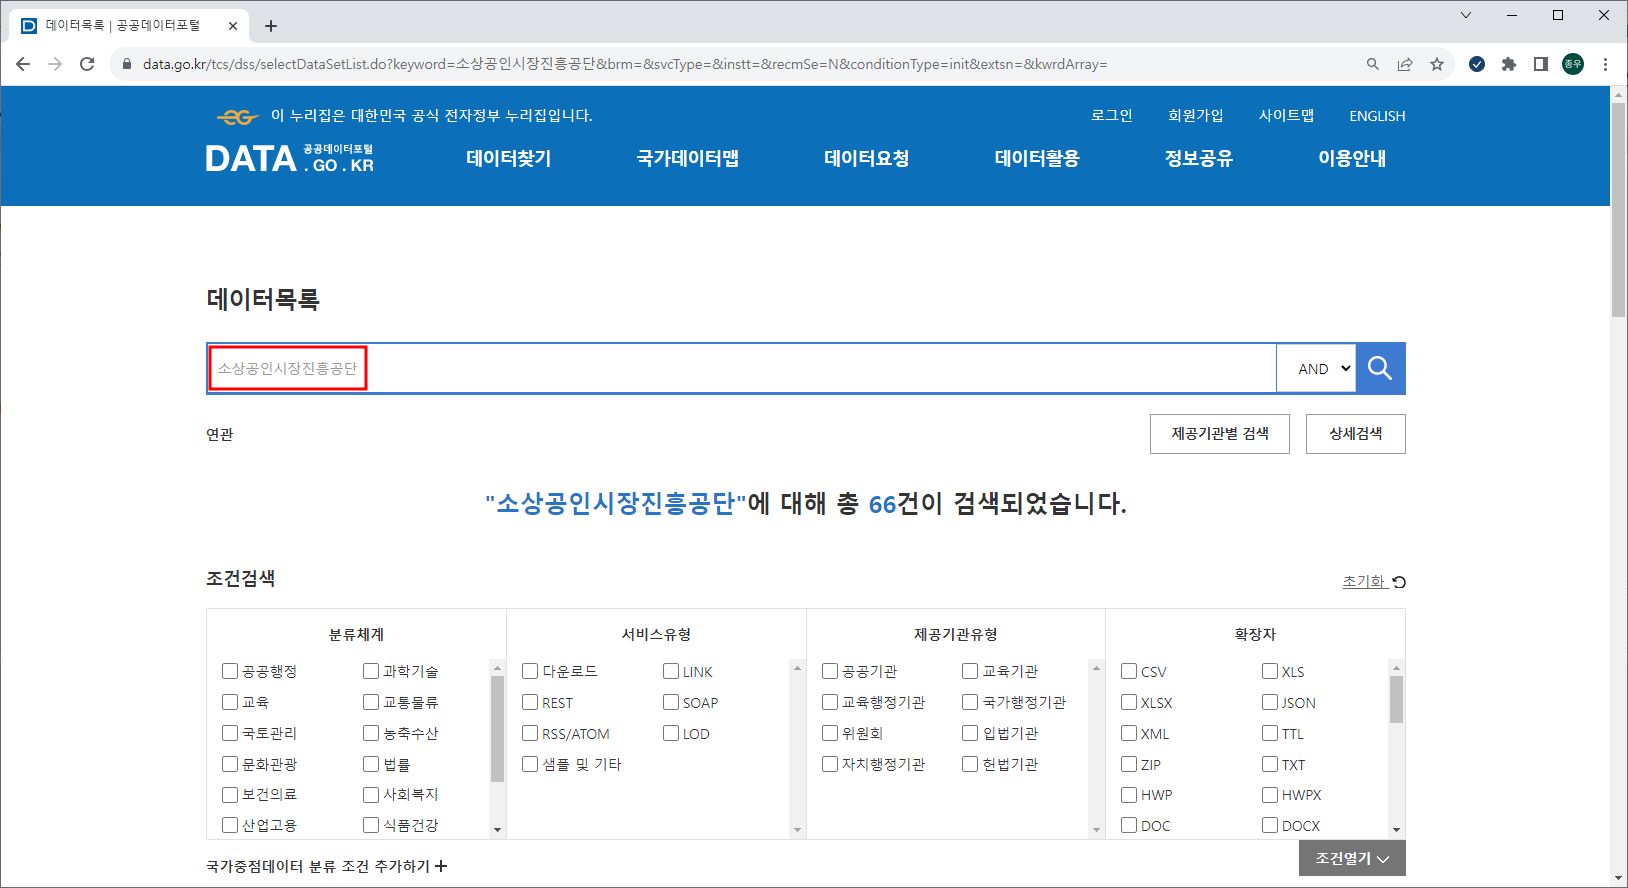 데이터목록 | 공공데이터포털
data.go.kr/tcs/dss/selectDataSetList.do?keyword=소상공인시장진흥공단&brm=&svcType=&instt=&recmSe=N&conditionType=init&extsn=&kwrdArray=
종우
이 누리집은 대한민국 공식 전자정부 누리집입니다.
로그인 회원가입 사이트맵 ENGLISH
DATA 공공데이터포털 . GO . KR
데이터찾기 국가데이터맵 데이터요청 데이터활용 정보공유 이용안내
데이터목록
소상공인시장진흥공단 AND
연관 제공기관별 검색 상세검색
"소상공인시장진흥공단"에 대해 총 66건이 검색되었습니다.
조건검색 초기화
분류체계 서비스유형 제공기관유형 확장자
공공행정 과학기술 다운로드 LINK 공공기관 교육기관 CSV XLS
교육 교통물류 REST SOAP 교육행정기관 국가행정기관 XLSX JSON
국토관리 농축수산 RSS/ATOM LOD 위원회 입법기관 XML TTL
문화관광 법률 샘플 및 기타 자치행정기관 헌법기관 ZIP TXT
보건의료 사회복지 HWP HWPX
산업고용 식품건강 DOC DOCX
국가중점데이터 분류 조건 추가하기 + 조건열기